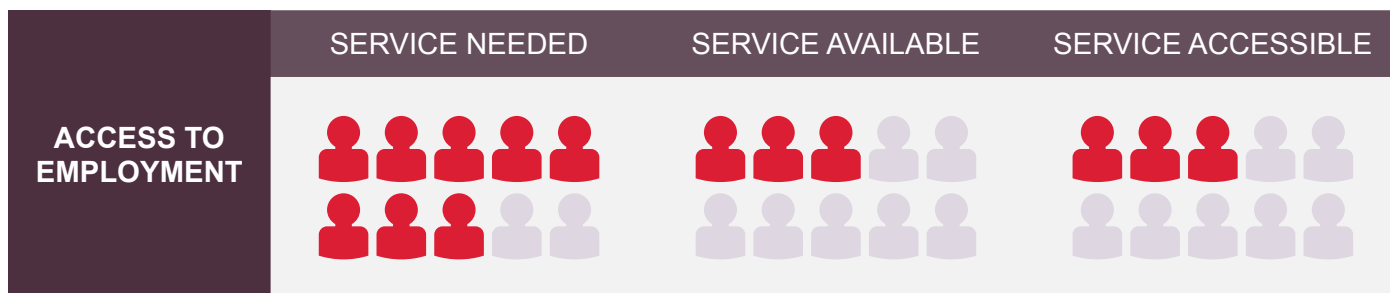 SERVICE NEEDED
SERVICE AVAILABLE
SERVICE ACCESSIBLE
ACCESS TO
EMPLOYMENT